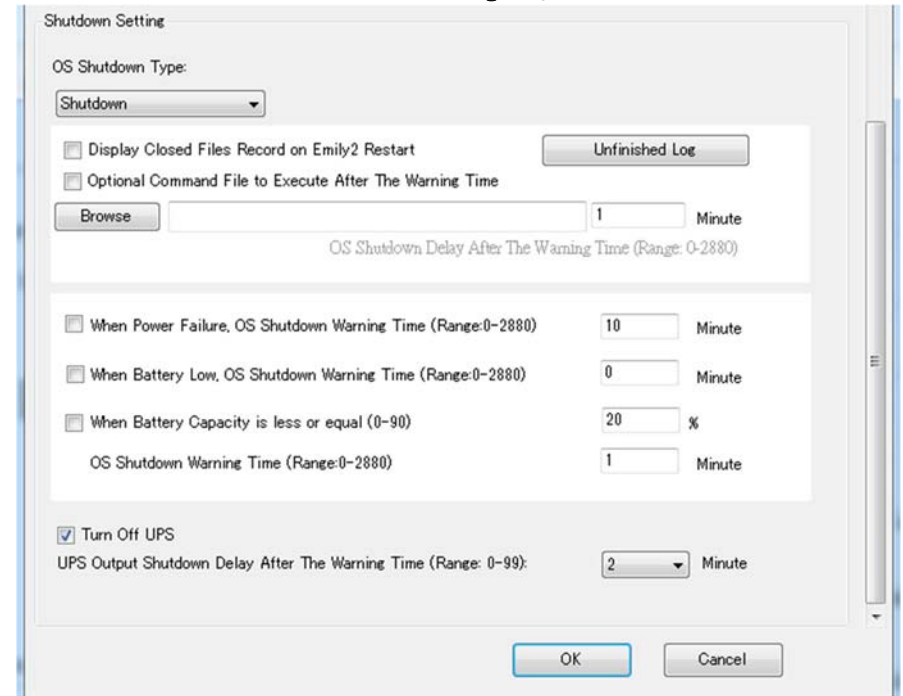 Shutdown Setting
OS Shutdown Type:
Shutdown
Display Closed Files Record on Emily2 Restart Unfinished Log
Optional Command File to Execute After The Warning Time
Browse 1 Minute
OS Shutdown Delay After The Warning Time (Range: 0-2880)
When Power Failure, OS Shutdown Warning Time (Range:0-2880) 10 Minute
When Battery Low, OS Shutdown Warning Time (Range:0-2880) 0 Minute
When Battery Capacity is less or equal (0-90) 20 %
OS Shutdown Warning Time (Range:0-2880) 1 Minute
Turn Off UPS
UPS Output Shutdown Delay After The Warning Time (Range: 0-99): 2 Minute
OK Cancel